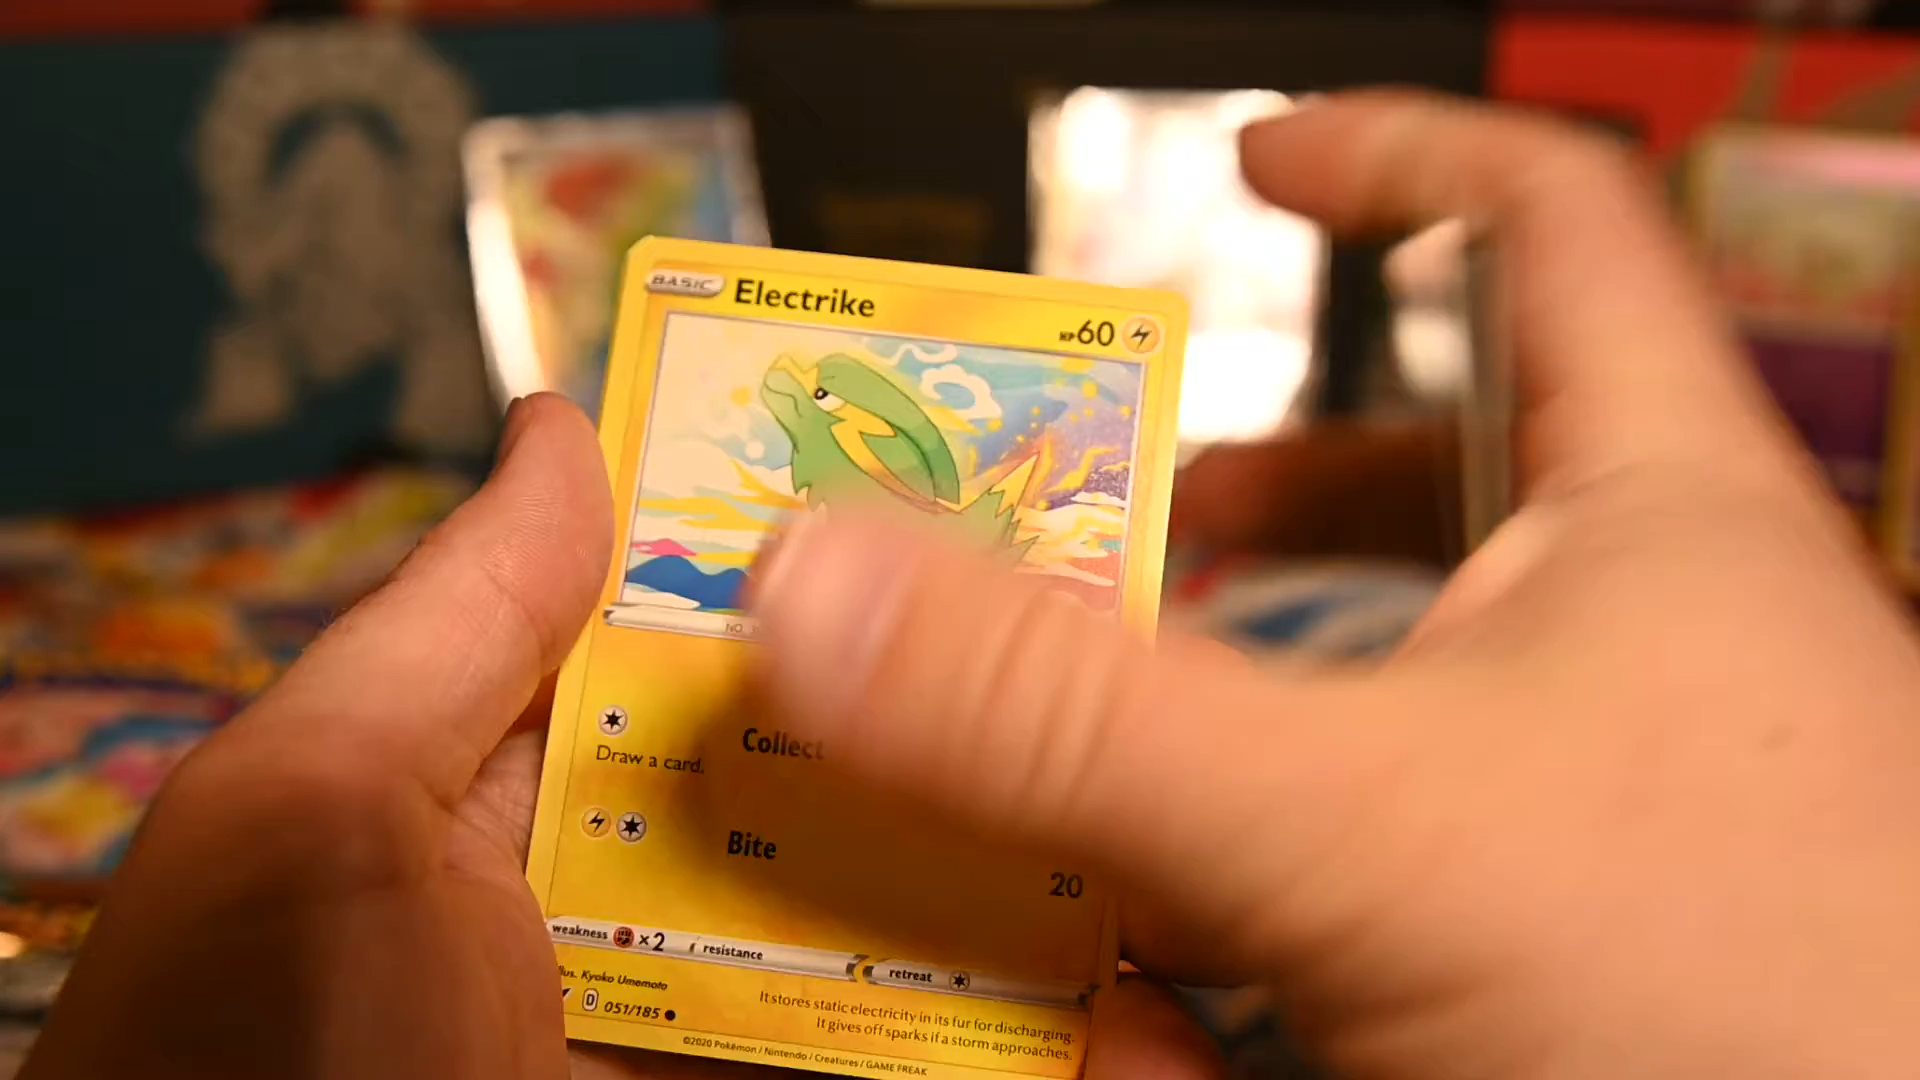 BASIC Electrike
HP60
NO.
Collect
Draw a card.
Bite
20
weakness ×2 resistance
retreat
Illus. Kyoko Umemoto
D 051/185
It stores static electricity in its fur for discharging.
It gives off sparks if a storm approaches.
©2020 Pokémon / Nintendo / Creatures / GAME FREAK